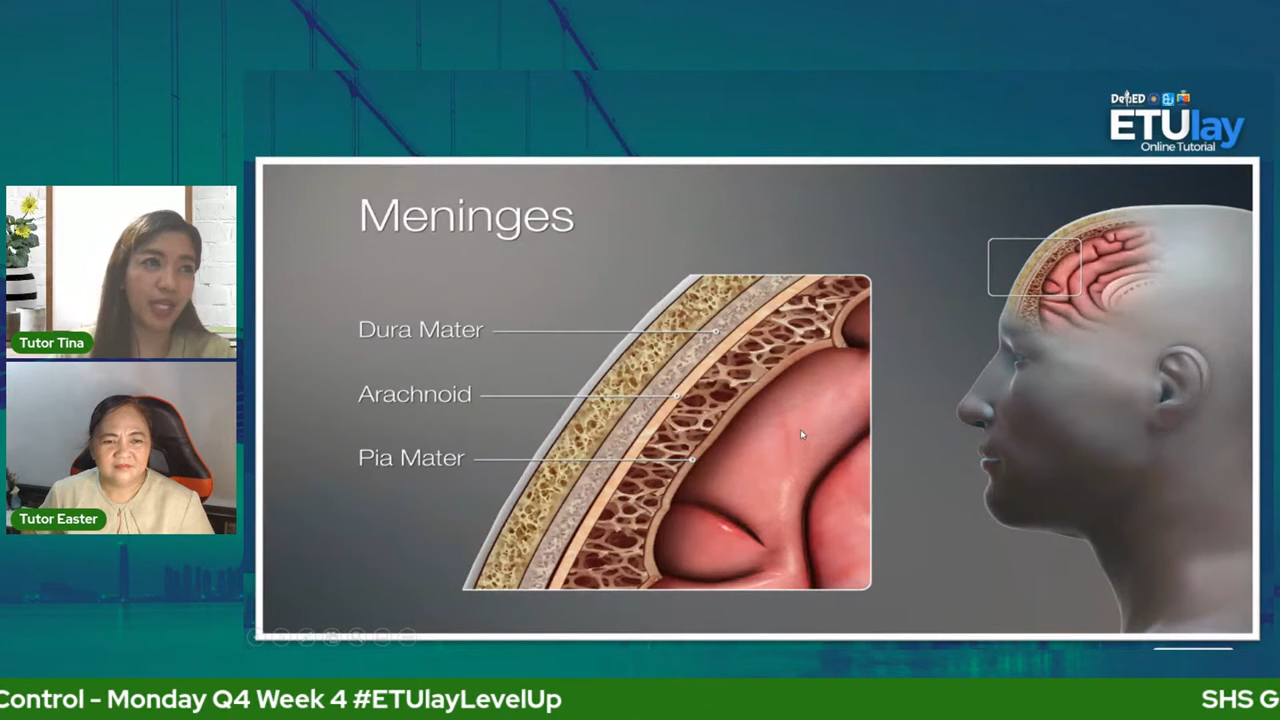 DepED
ETUlay
Online Tutorial
Meninges
Dura Mater
Arachnoid
Pia Mater
Tutor Tina
Tutor Easter
Control - Monday Q4 Week 4 #ETUlayLevelUp
SHS G